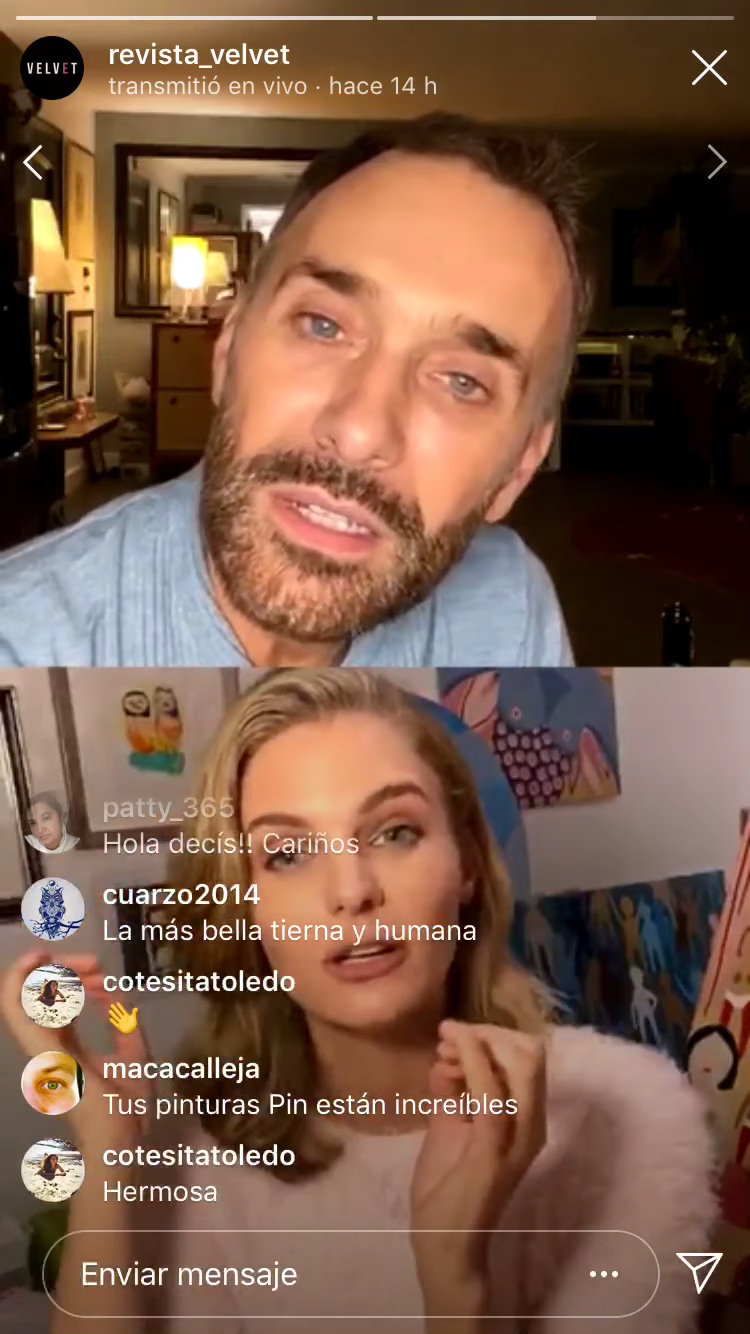 VELVET
revista_velvet
transmitió en vivo · hace 14 h
patty_365
Hola decís!! Cariños
cuarzo2014
La más bella tierna y humana
cotesitatoledo
👋
macacalleja
Tus pinturas Pin están increíbles
cotesitatoledo
Hermosa
Enviar mensaje